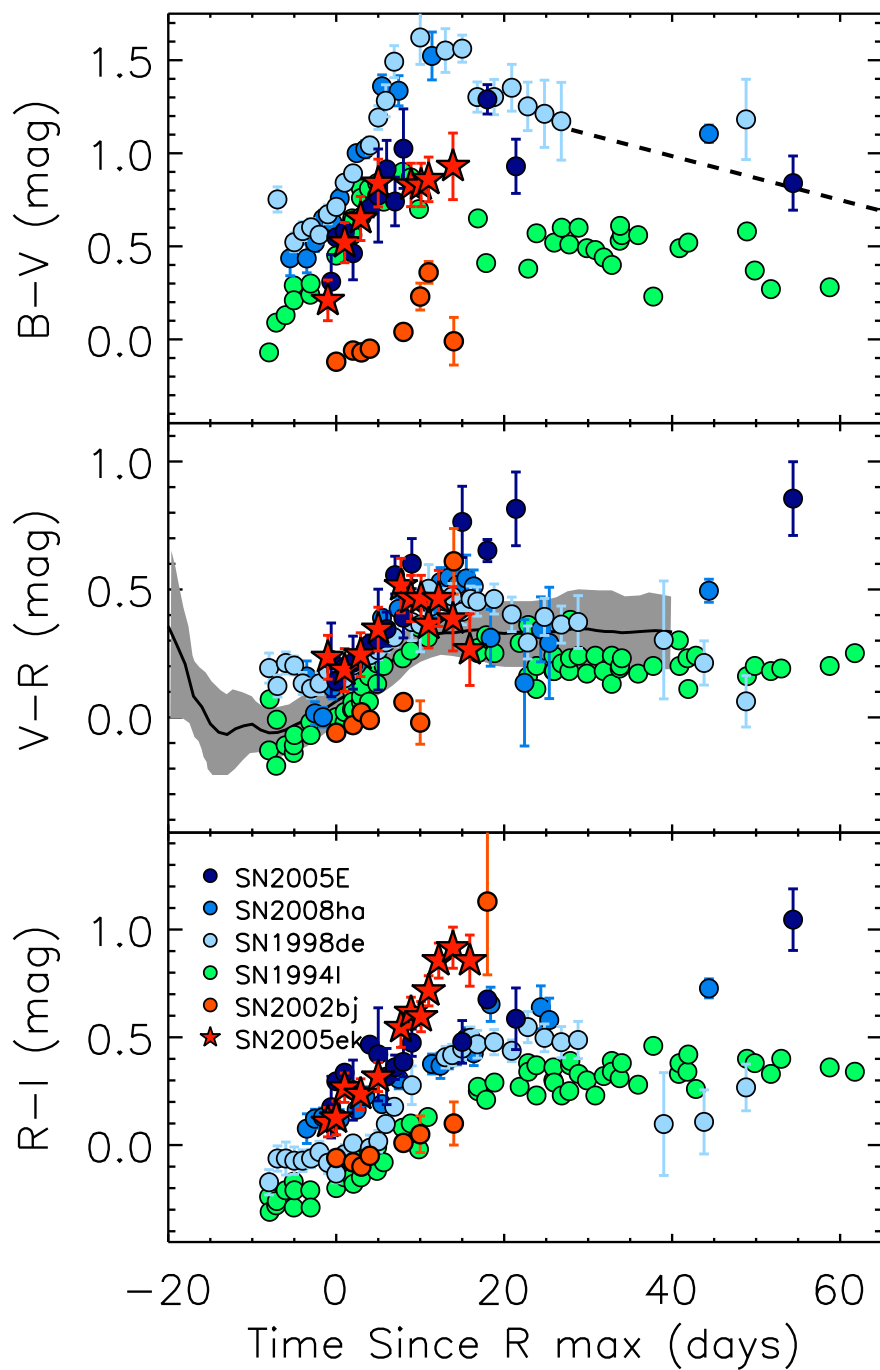 1.5
1.0
0.5
0.0
B−V (mag)
1.0
0.5
0.0
V−R (mag)
SN2005E
SN2008ha
SN1998de
SN1994I
SN2002bj
SN2005ek
1.0
0.5
0.0
R−I (mag)
−20 0 20 40 60
Time Since R max (days)